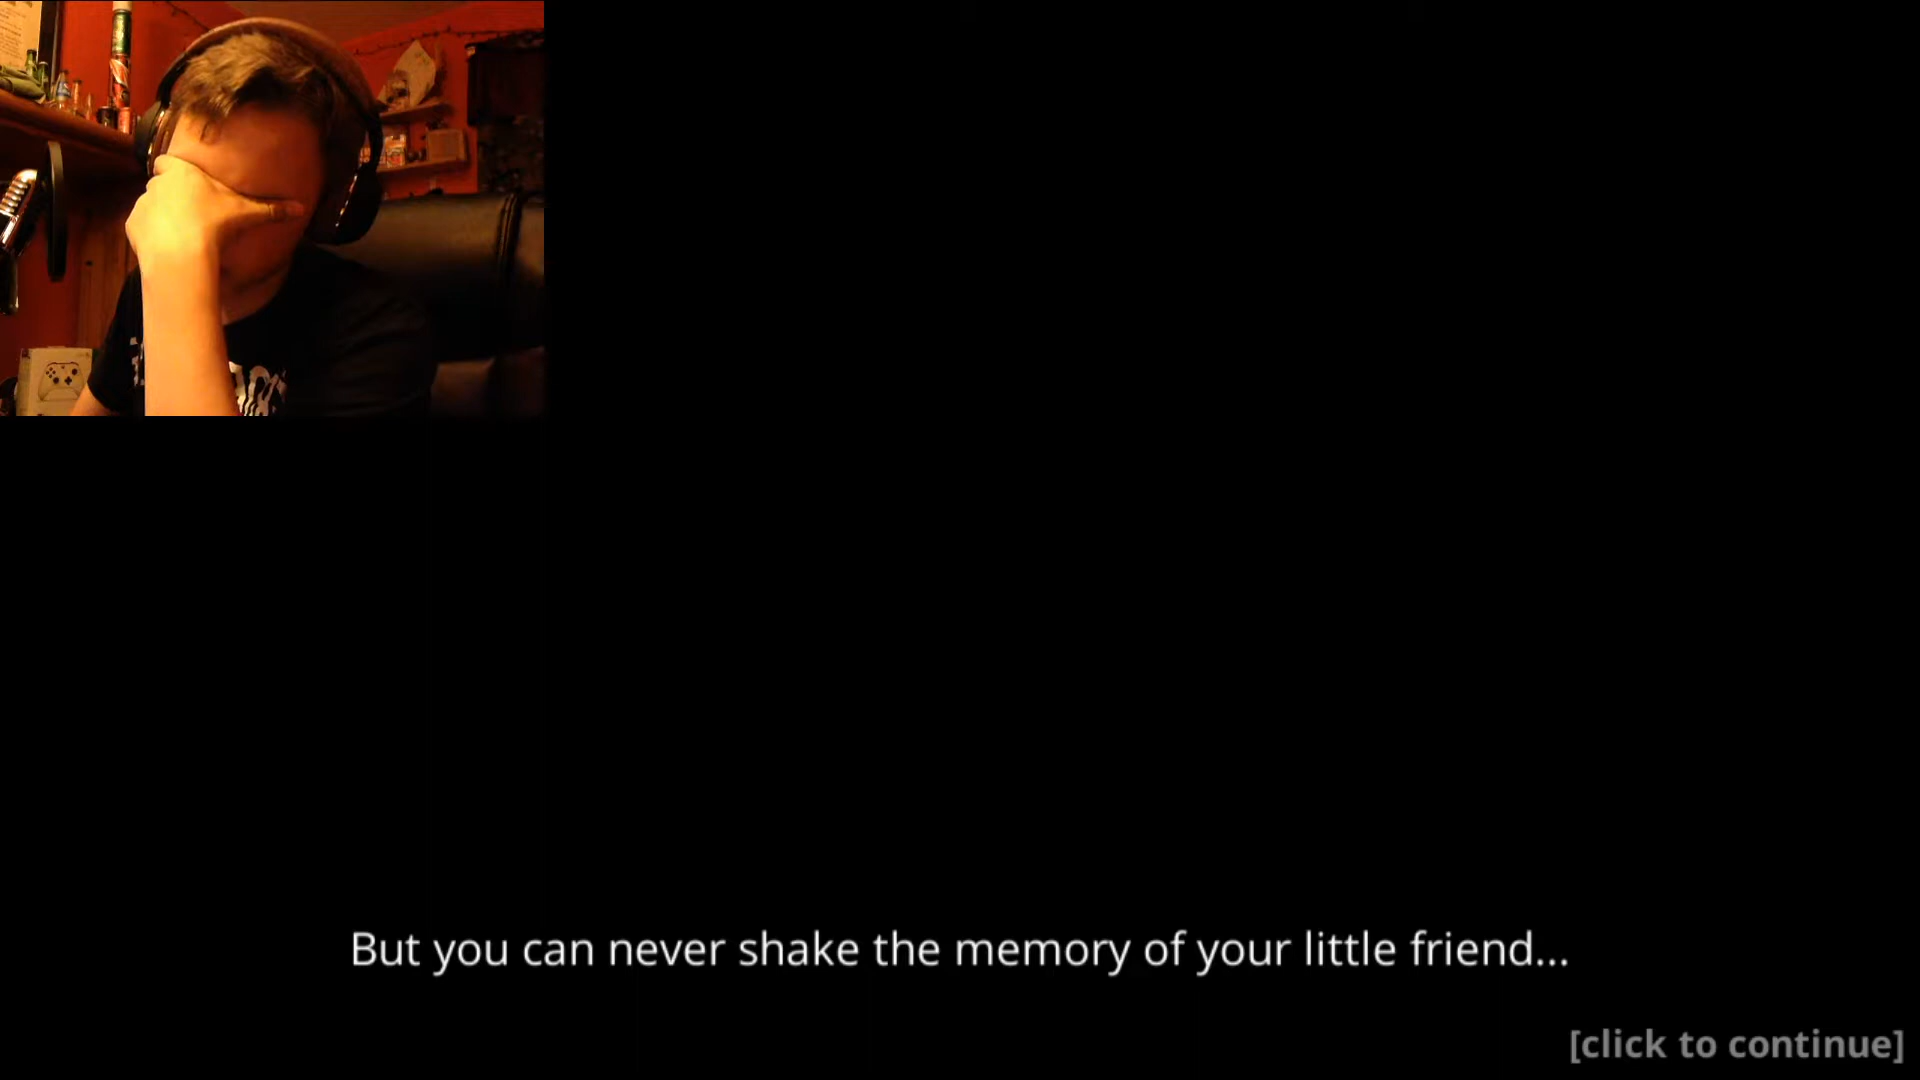 But you can never shake the memory of your little friend...
[click to continue]